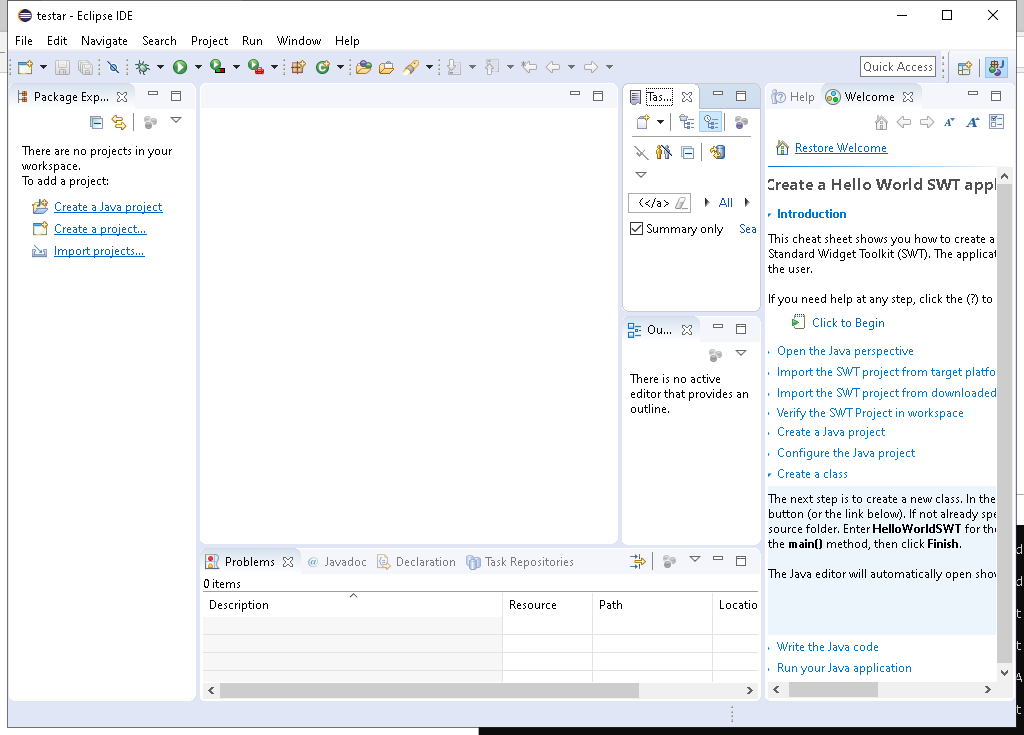 testar - Eclipse IDE
File Edit Navigate Search Project Run Window Help
Quick Access
Package Exp...
There are no projects in your
workspace.
To add a project:
Create a Java project
Create a project...
Import projects...
Tas...
(</a>
All
Summary only
Sea
Ou...
There is no active
editor that provides an
outline.
Help
Welcome
Restore Welcome
Create a Hello World SWT appl
Introduction
This cheat sheet shows you how to create a
Standard Widget Toolkit (SWT). The applicat
the user.
If you need help at any step, click the (?) to
Click to Begin
Open the Java perspective
Import the SWT project from target platfo
Import the SWT project from downloaded
Verify the SWT Project in workspace
Create a Java project
Configure the Java project
Create a class
The next step is to create a new class. In the
button (or the link below). If not already spe
source folder. Enter HelloWorldSWT for the
the main() method, then click Finish.
The Java editor will automatically open shov
Write the Java code
Run your Java application
Problems
@ Javadoc
Declaration
Task Repositories
0 items
Description Resource Path Locatio